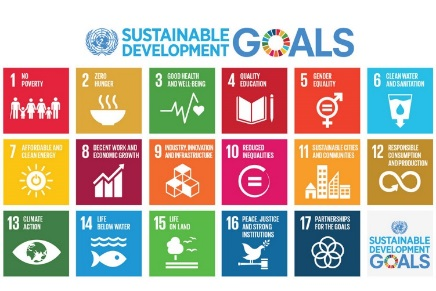 SUSTAINABLE
DEVELOPMENT
GOALS
1 NO
POVERTY
2 ZERO
HUNGER
3 GOOD HEALTH
AND WELL-BEING
4 QUALITY
EDUCATION
5 GENDER
EQUALITY
6 CLEAN WATER
AND SANITATION
7 AFFORDABLE AND
CLEAN ENERGY
8 DECENT WORK AND
ECONOMIC GROWTH
9 INDUSTRY, INNOVATION
AND INFRASTRUCTURE
10 REDUCED
INEQUALITIES
11 SUSTAINABLE CITIES
AND COMMUNITIES
12 RESPONSIBLE
CONSUMPTION
AND PRODUCTION
13 CLIMATE
ACTION
14 LIFE
BELOW WATER
15 LIFE
ON LAND
16 PEACE, JUSTICE
AND STRONG
INSTITUTIONS
17 PARTNERSHIPS
FOR THE GOALS
SUSTAINABLE
DEVELOPMENT
GOALS